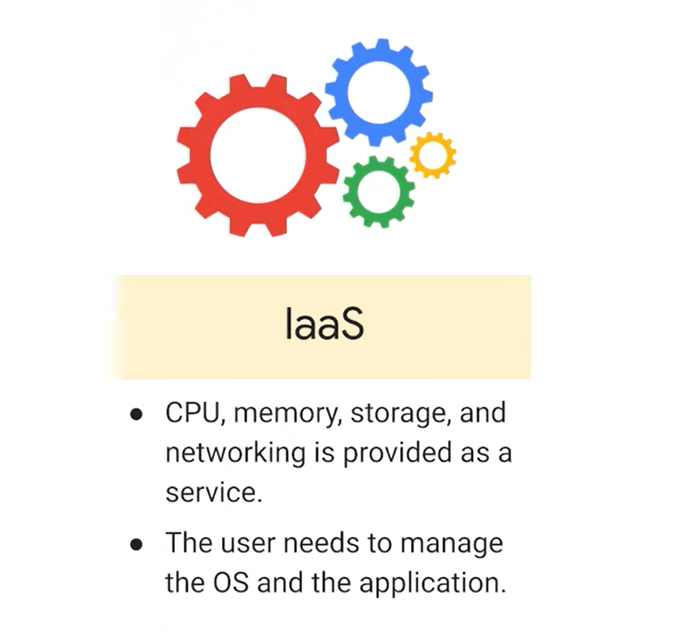 IaaS
● CPU, memory, storage, and
networking is provided as a
service.
● The user needs to manage
the OS and the application.